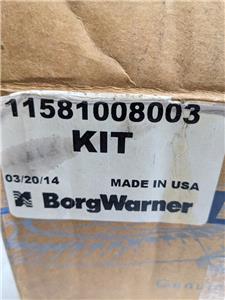 11581008003
KIT
03/20/14 MADE IN USA
BorgWarner